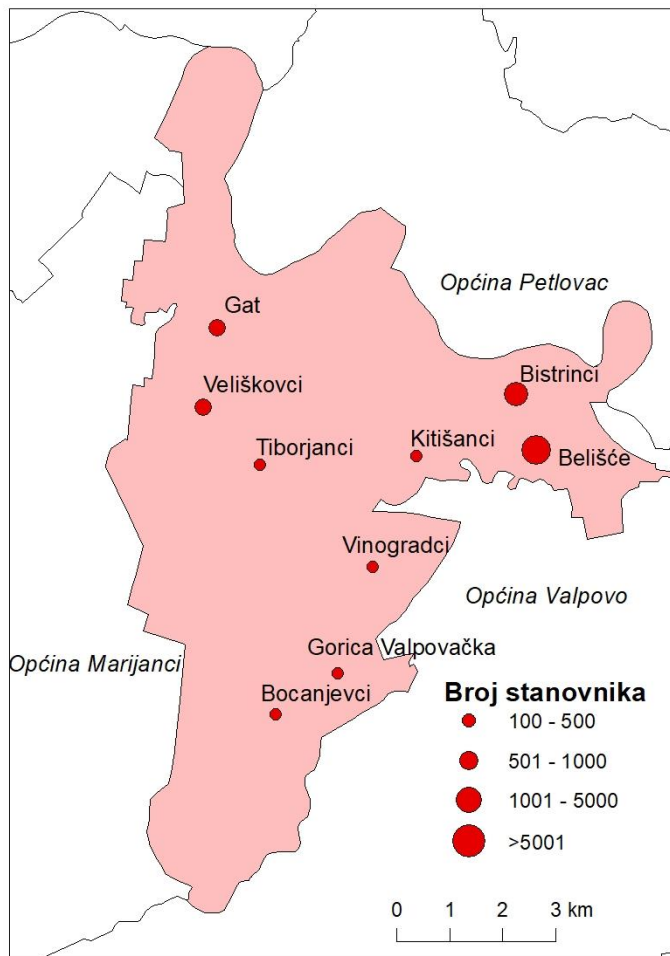 Općina Petlovac
Gat
Bistrinci
Veliškovci
Tiborjanci
Kitišanci
Belišće
Vinogradci
Općina Valpovo
Gorica Valpovačka
Općina Marijanci
Bocanjevci
Broj stanovnika
100 - 500
501 - 1000
1001 - 5000
>5001
0 1 2 3 km